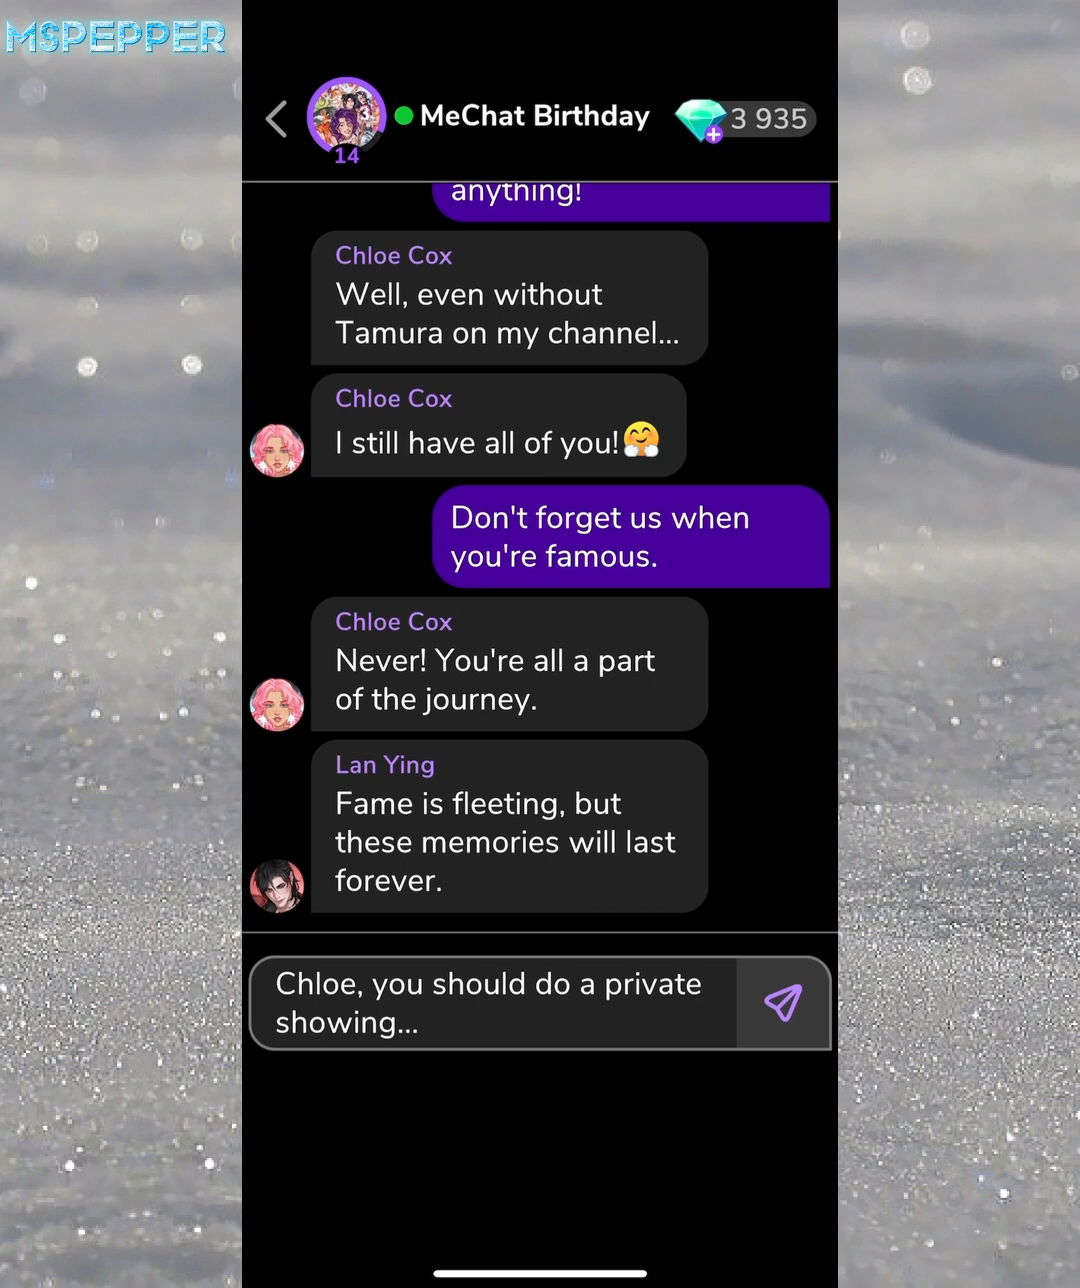 MSPEPPER
MeChat Birthday
3 935
14
anything!
Chloe Cox
Well, even without
Tamura on my channel...
Chloe Cox
I still have all of you!🤗
Don't forget us when
you're famous.
Chloe Cox
Never! You're all a part
of the journey.
Lan Ying
Fame is fleeting, but
these memories will last
forever.
Chloe, you should do a private
showing...